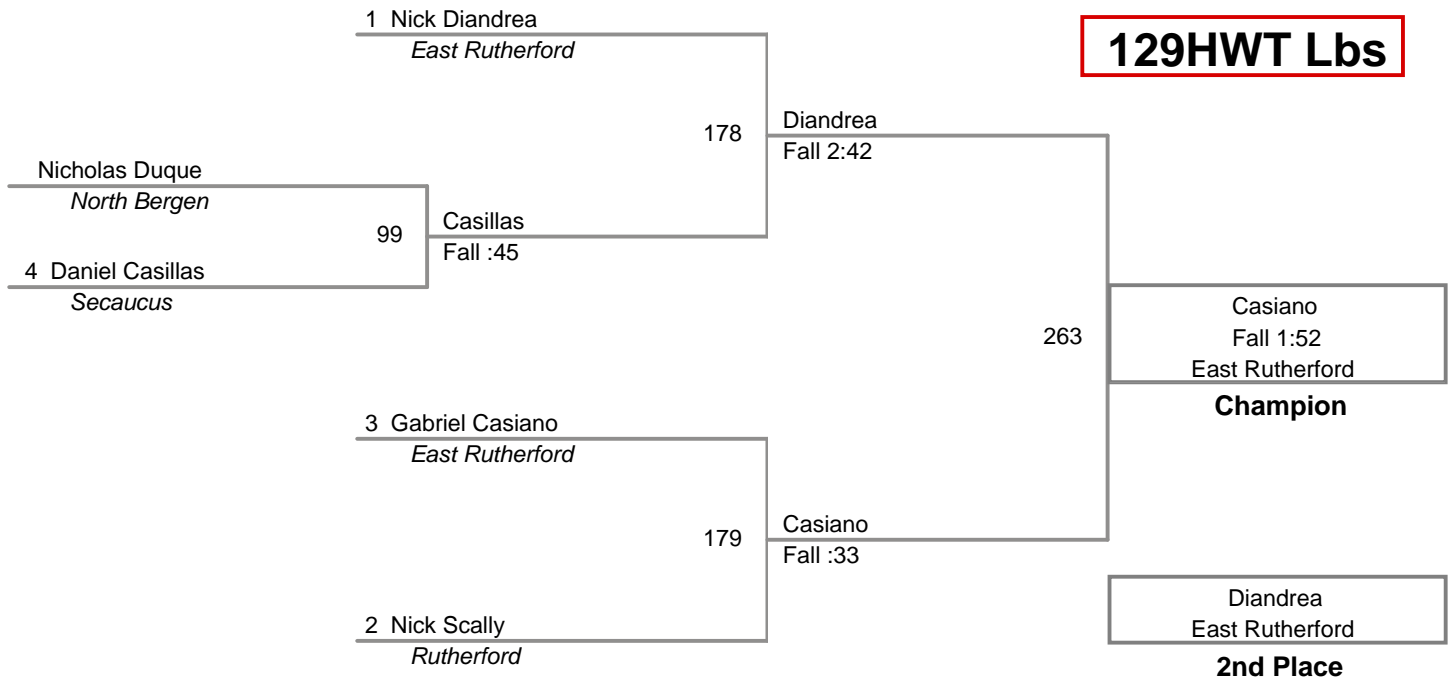 1 Nick Diandrea
East Rutherford
129HWT Lbs
178
Diandrea
Fall 2:42
Nicholas Duque
North Bergen
99
Casillas
Fall :45
4 Daniel Casillas
Secaucus
263
Casiano
Fall 1:52
East Rutherford
Champion
3 Gabriel Casiano
East Rutherford
179
Casiano
Fall :33
2 Nick Scally
Rutherford
Diandrea
East Rutherford
2nd Place